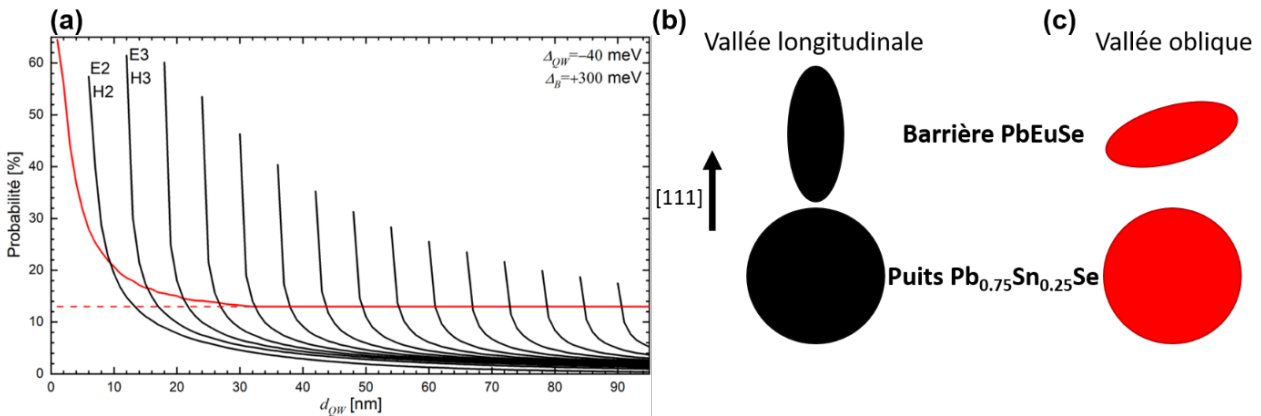 (a)
Probabilité [%]
60
50
40
30
20
10
0
E2
H2
E3
H3
Δ_QW=−40 meV
Δ_B=+300 meV
0 10 20 30 40 50 60 70 80 90
d_QW [nm]
(b)
Vallée longitudinale
[111]
(c)
Vallée oblique
Barrière PbEuSe
Puits Pb0.75Sn0.25Se